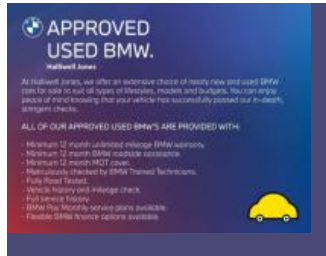 APPROVED
USED BMW.
Halliwell Jones
At Halliwell Jones, we offer an extensive choice of nearly new and used BMW
cars for sale to suit all types of lifestyles, models and budgets. You can enjoy
peace of mind knowing that your vehicle has successfully passed our in-depth,
stringent checks.
ALL OF OUR APPROVED USED BMW'S ARE PROVIDED WITH:
- Minimum 12 month unlimited mileage BMW warranty.
- Minimum 12 month BMW roadside assistance.
- Minimum 12 month MOT cover.
- Meticulously checked by BMW Trained Technicians.
- Fully Road Tested.
- Vehicle history and mileage check.
- Full service history.
- BMW Pay Monthly service plans available.
- Flexible BMW finance options available.